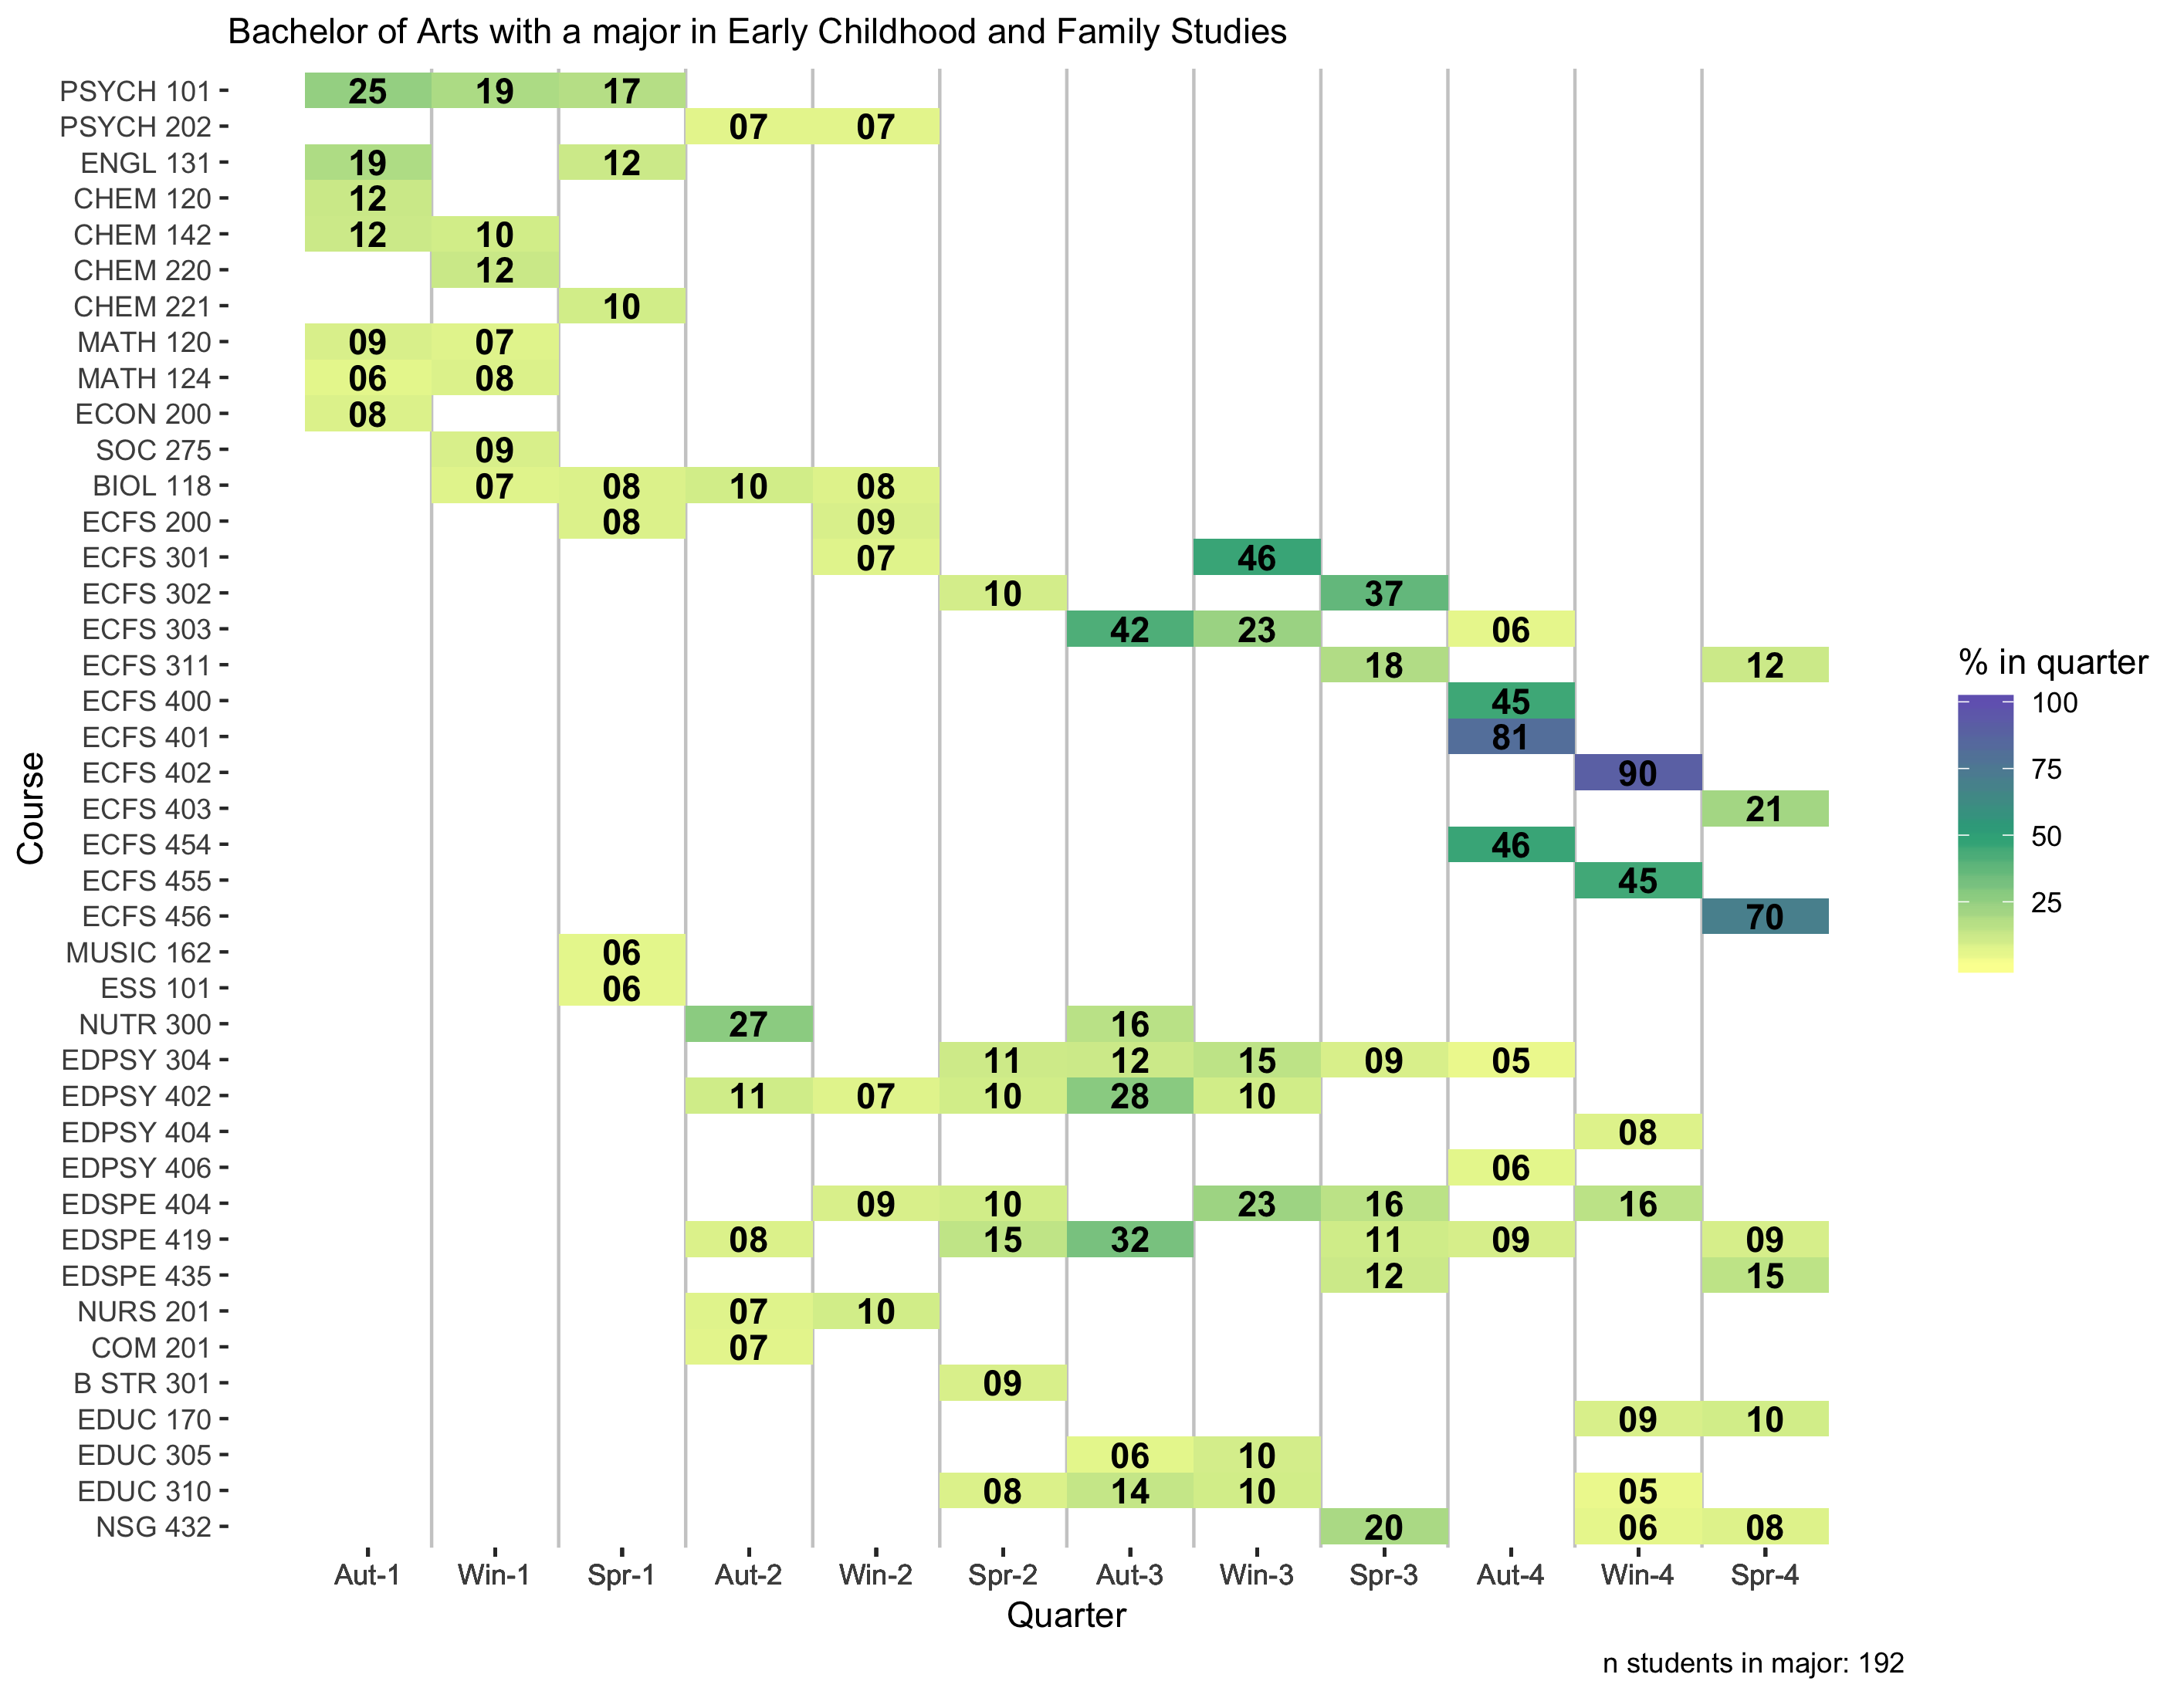 Bachelor of Arts with a major in Early Childhood and Family Studies
PSYCH 101 25 19 17
PSYCH 202 07 07
ENGL 131 19 12
CHEM 120 12
CHEM 142 12 10
CHEM 220 12
CHEM 221 10
MATH 120 09 07
MATH 124 06 08
ECON 200 08
SOC 275 09
BIOL 118 07 08 10 08
ECFS 200 08 09
ECFS 301 07 46
ECFS 302 10 37
ECFS 303 42 23 06
ECFS 311 18 12
ECFS 400 45
ECFS 401 81
ECFS 402 90
ECFS 403 21
ECFS 454 46
ECFS 455 45
ECFS 456 70
MUSIC 162 06
ESS 101 06
NUTR 300 27 16
EDPSY 304 11 12 15 09 05
EDPSY 402 11 07 10 28 10
EDPSY 404 08
EDPSY 406 06
EDSPE 404 09 10 23 16 16
EDSPE 419 08 15 32 11 09 09
EDSPE 435 12 15
NURS 201 07 10
COM 201 07
B STR 301 09
EDUC 170 09 10
EDUC 305 06 10
EDUC 310 08 14 10 05
NSG 432 20 06 08
Aut-1 Win-1 Spr-1 Aut-2 Win-2 Spr-2 Aut-3 Win-3 Spr-3 Aut-4 Win-4 Spr-4
Quarter
Course
% in quarter
100
75
50
25
n students in major: 192